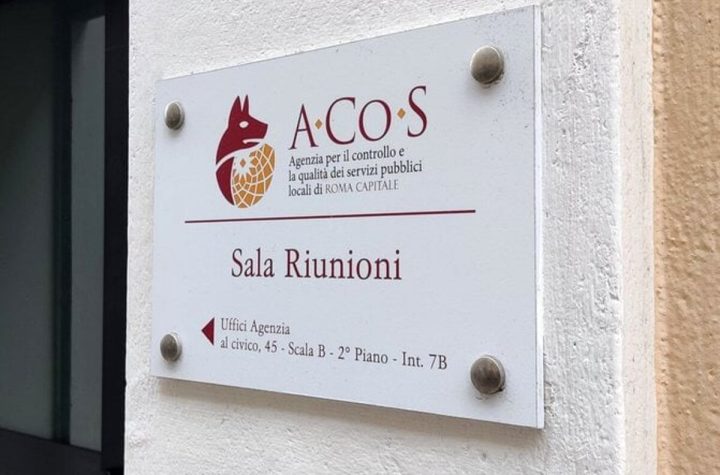 A·Co·S
Agenzia per il controllo e
la qualità dei servizi pubblici
locali di ROMA CAPITALE
Sala Riunioni
Uffici Agenzia
al civico, 45 - Scala B - 2° Piano - Int. 7B